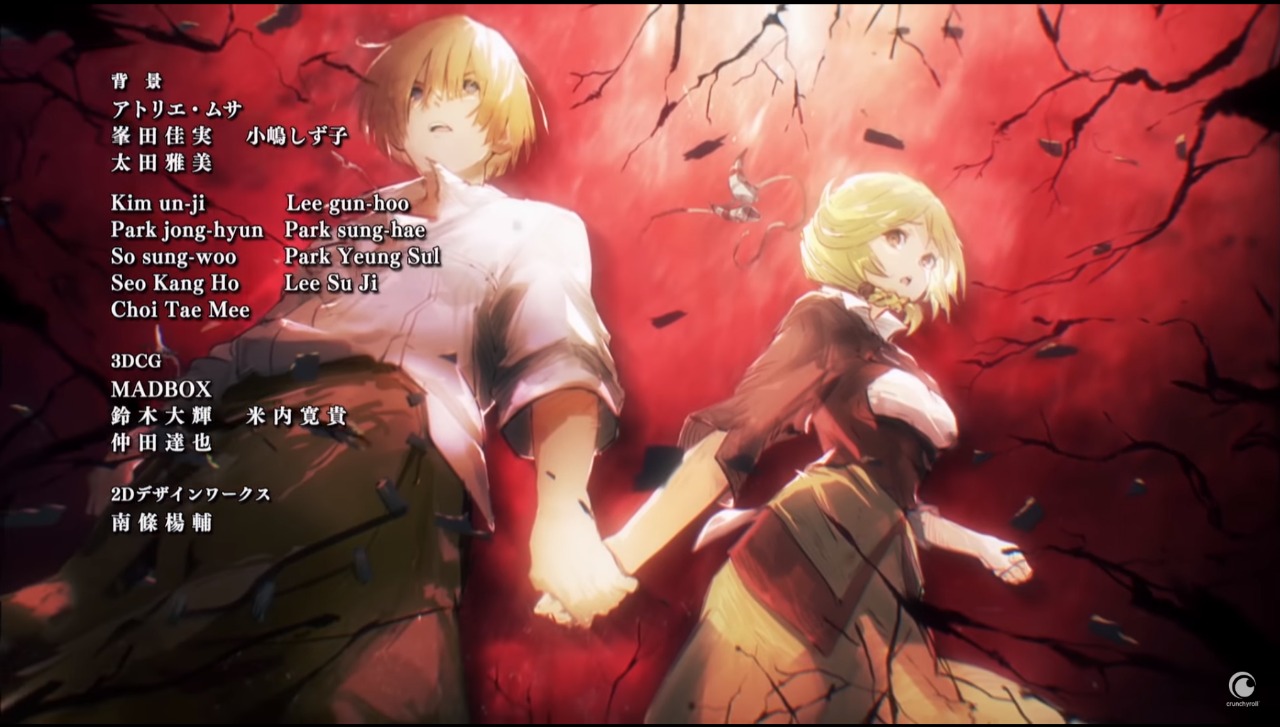 背景
アトリエ・ムサ
峯田佳実 小嶋しず子
太田雅美
Kim un-ji Lee gun-hoo
Park jong-hyun Park sung-hae
So sung-woo Park Yeung Sul
Seo Kang Ho Lee Su Ji
Choi Tae Mee
3DCG
MADBOX
鈴木大輝 米内寛貴
仲田達也
2Dデザインワークス
南條楊輔
crunchyroll